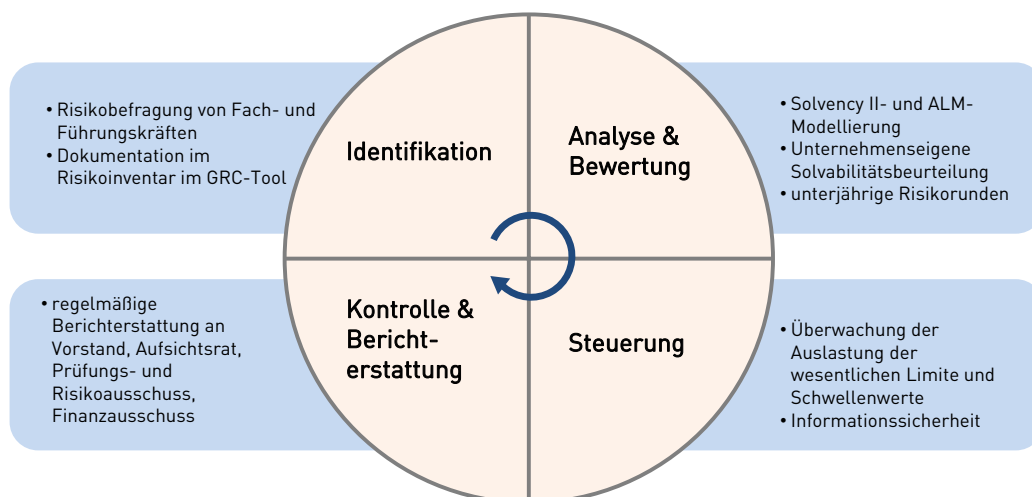 • Risikobefragung von Fach- und
Führungskräften
• Dokumentation im
Risikoinventar im GRC-Tool
Identifikation
Analyse &
Bewertung
• Solvency II- und ALM-
Modellierung
• Unternehmenseigene
Solvabilitätsbeurteilung
• unterjährige Risikorunden
• regelmäßige
Berichterstattung an
Vorstand, Aufsichtsrat,
Prüfungs- und
Risikoausschuss,
Finanzausschuss
Kontrolle &
Bericht-
erstattung
Steuerung
• Überwachung der
Auslastung der
wesentlichen Limite und
Schwellenwerte
• Informationssicherheit